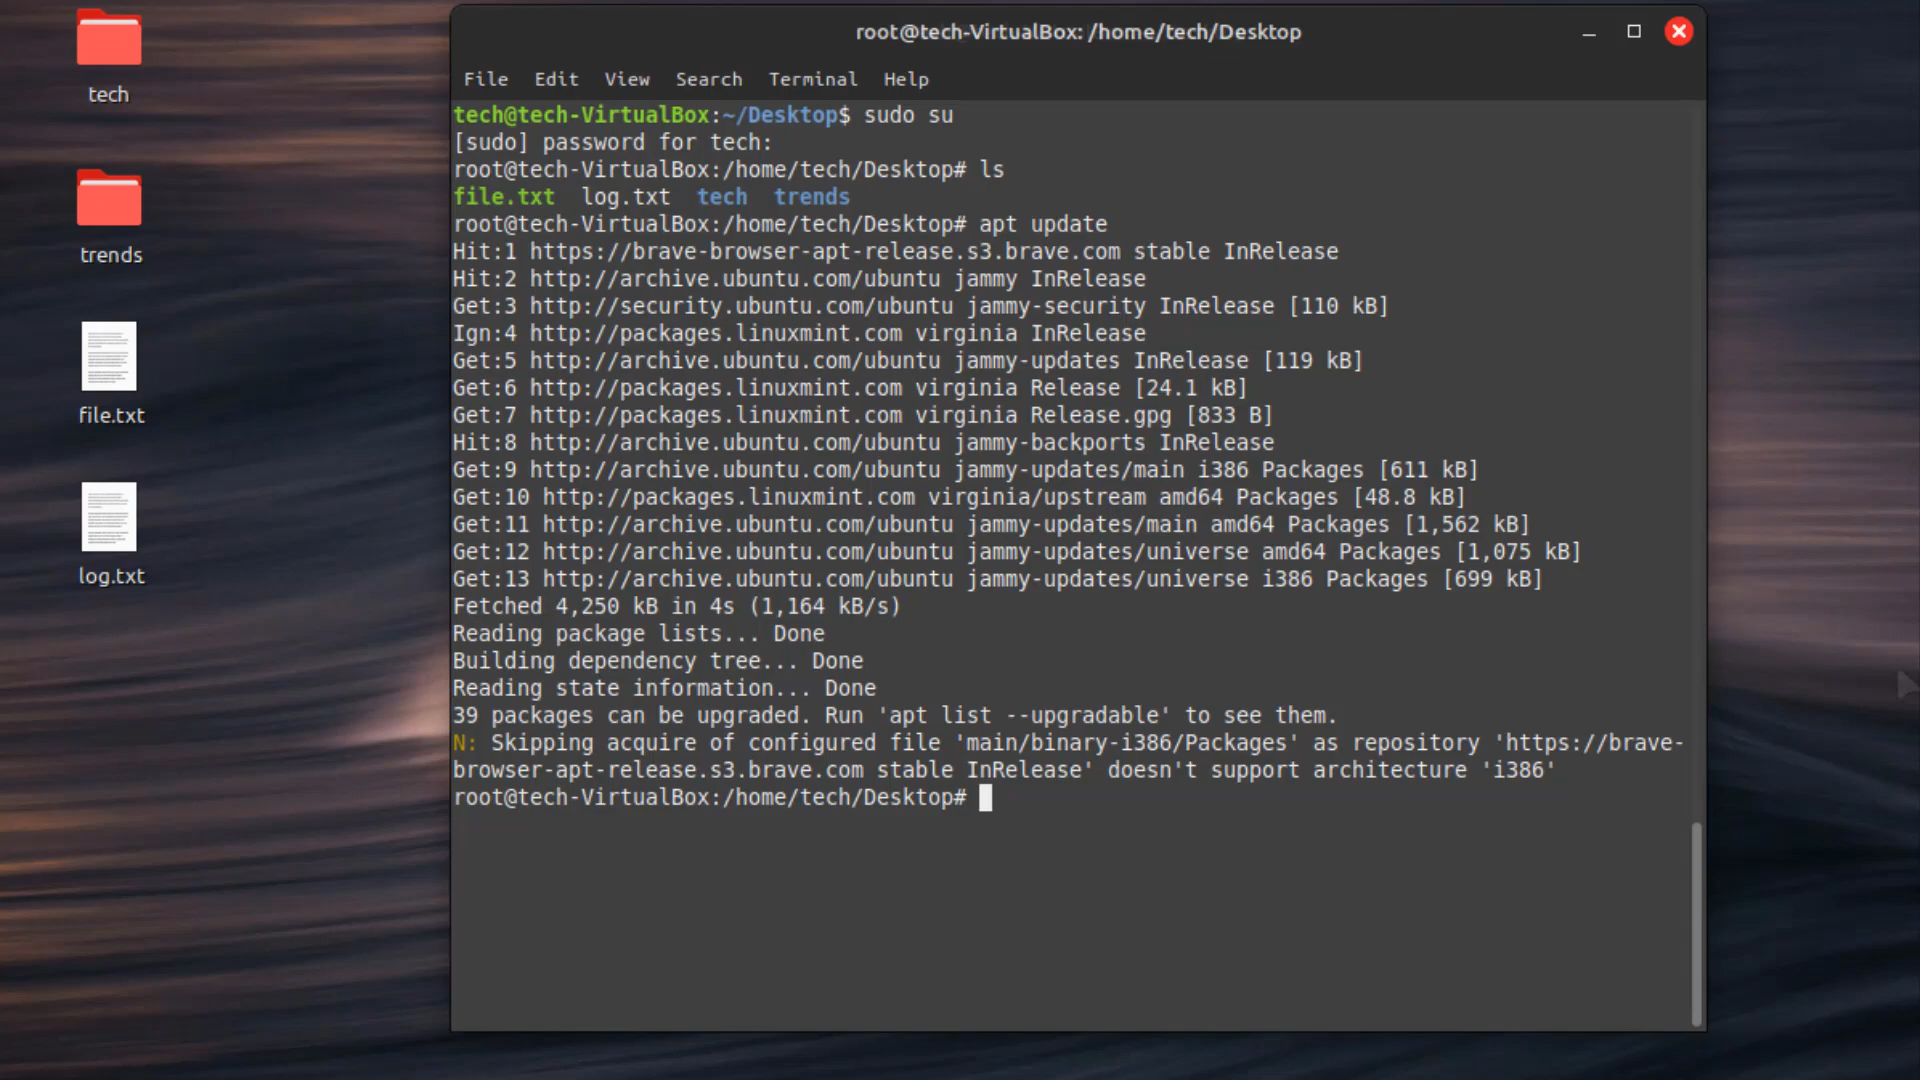 tech
trends
file.txt
log.txt
root@tech-VirtualBox: /home/tech/Desktop
File Edit View Search Terminal Help
tech@tech-VirtualBox:~/Desktop$ sudo su
[sudo] password for tech:
root@tech-VirtualBox:/home/tech/Desktop# ls
file.txt  log.txt  tech  trends
root@tech-VirtualBox:/home/tech/Desktop# apt update
Hit:1 https://brave-browser-apt-release.s3.brave.com stable InRelease
Hit:2 http://archive.ubuntu.com/ubuntu jammy InRelease
Get:3 http://security.ubuntu.com/ubuntu jammy-security InRelease [110 kB]
Ign:4 http://packages.linuxmint.com virginia InRelease
Get:5 http://archive.ubuntu.com/ubuntu jammy-updates InRelease [119 kB]
Get:6 http://packages.linuxmint.com virginia Release [24.1 kB]
Get:7 http://packages.linuxmint.com virginia Release.gpg [833 B]
Hit:8 http://archive.ubuntu.com/ubuntu jammy-backports InRelease
Get:9 http://archive.ubuntu.com/ubuntu jammy-updates/main i386 Packages [611 kB]
Get:10 http://packages.linuxmint.com virginia/upstream amd64 Packages [48.8 kB]
Get:11 http://archive.ubuntu.com/ubuntu jammy-updates/main amd64 Packages [1,562 kB]
Get:12 http://archive.ubuntu.com/ubuntu jammy-updates/universe amd64 Packages [1,075 kB]
Get:13 http://archive.ubuntu.com/ubuntu jammy-updates/universe i386 Packages [699 kB]
Fetched 4,250 kB in 4s (1,164 kB/s)
Reading package lists... Done
Building dependency tree... Done
Reading state information... Done
39 packages can be upgraded. Run 'apt list --upgradable' to see them.
N: Skipping acquire of configured file 'main/binary-i386/Packages' as repository 'https://brave-
browser-apt-release.s3.brave.com stable InRelease' doesn't support architecture 'i386'
root@tech-VirtualBox:/home/tech/Desktop#